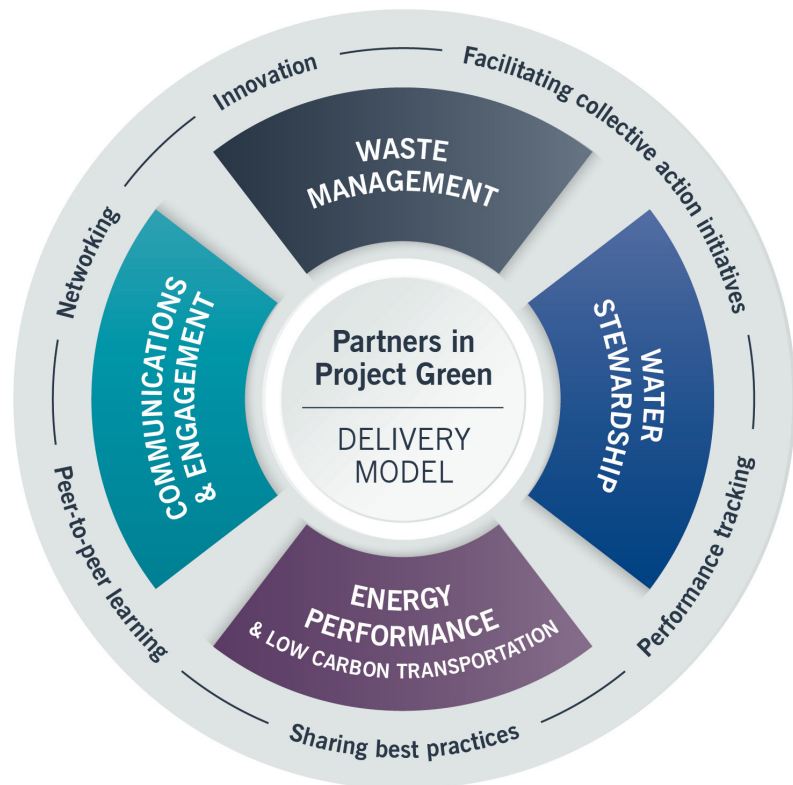 Innovation
Facilitating collective action initiatives
Networking
WASTE
MANAGEMENT
COMMUNICATIONS
& ENGAGEMENT
Partners in
Project Green
DELIVERY
MODEL
WATER
STEWARDSHIP
ENERGY
PERFORMANCE
& LOW CARBON TRANSPORTATION
Peer-to-peer learning
Performance tracking
Sharing best practices